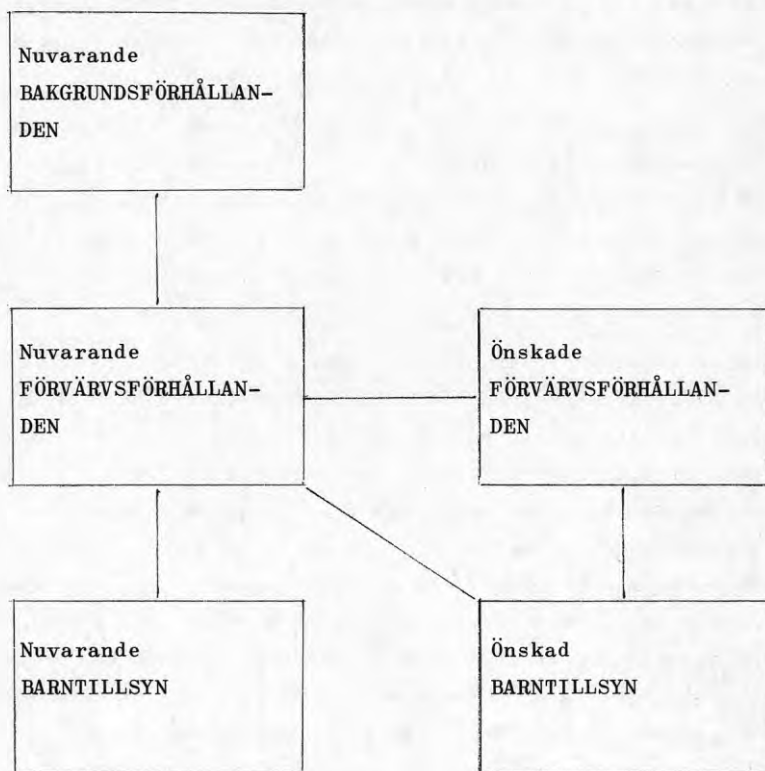 Nuvarande
BAKGRUNDSFÖRHÅLLAN-
DEN
Nuvarande
FÖRVÄRVSFÖRHÅLLAN-
DEN
Önskade
FÖRVÄRVSFÖRHÅLLAN-
DEN
Nuvarande
BARNTILLSYN
Önskad
BARNTILLSYN